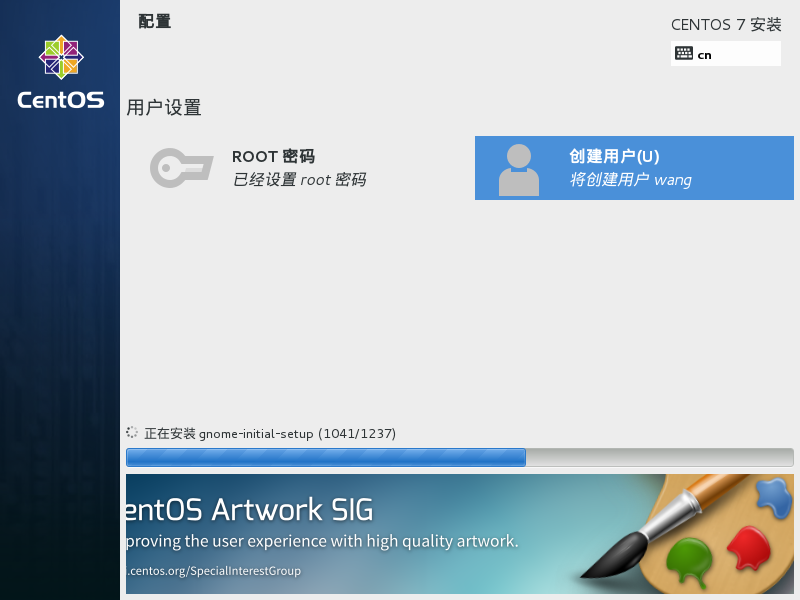 配置
CENTOS 7 安装
cn
CentOS
用户设置
ROOT 密码
已经设置 root 密码
创建用户(U)
将创建用户 wang
正在安装 gnome-initial-setup (1041/1237)
entOS Artwork SIG
proving the user experience with high quality artwork.
.centos.org/SpecialInterestGroup